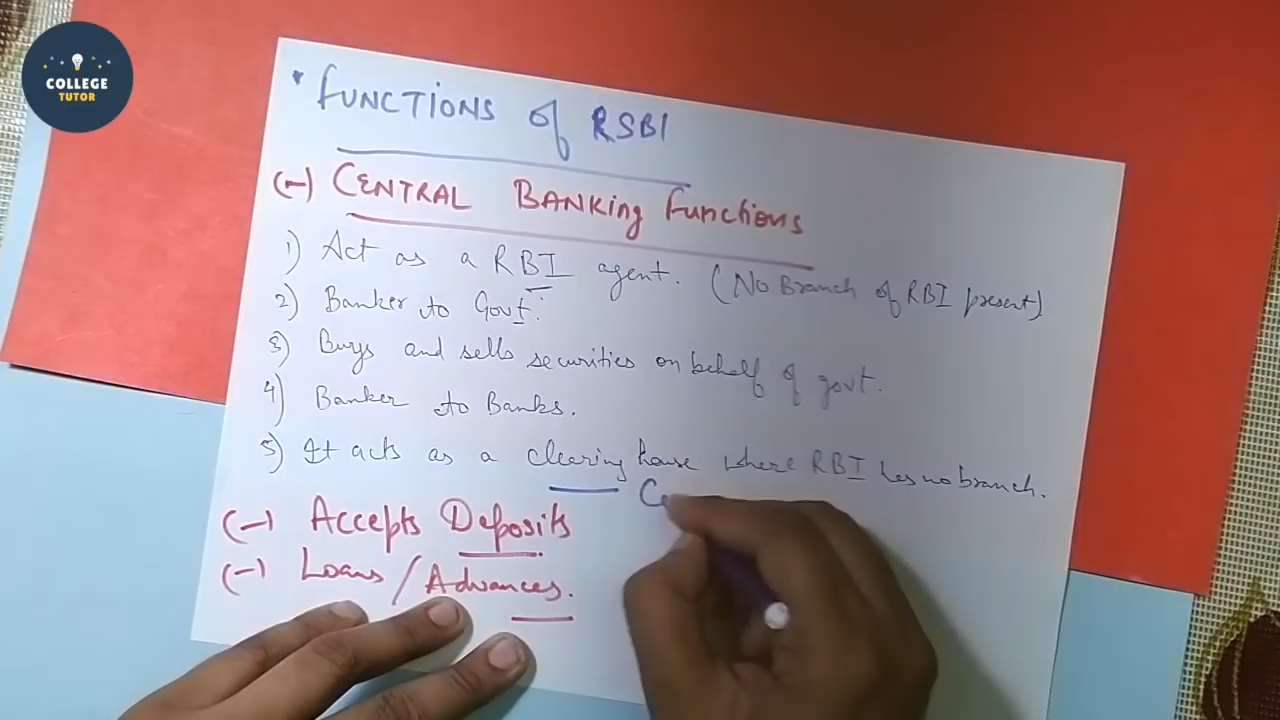 COLLEGE
TUTOR
FUNCTIONS of RSBI
(-) CENTRAL BANKing Functions
1) Act as a RBI agent. (No Branch of RBI present)
2) Banker to Govt.
3) Buys and sells securities on behalf of govt.
4) Banker to Banks.
5) It acts as a clearing house where RBI has no branch.
(-) Accepts Deposits
(-) Loans/Advances.